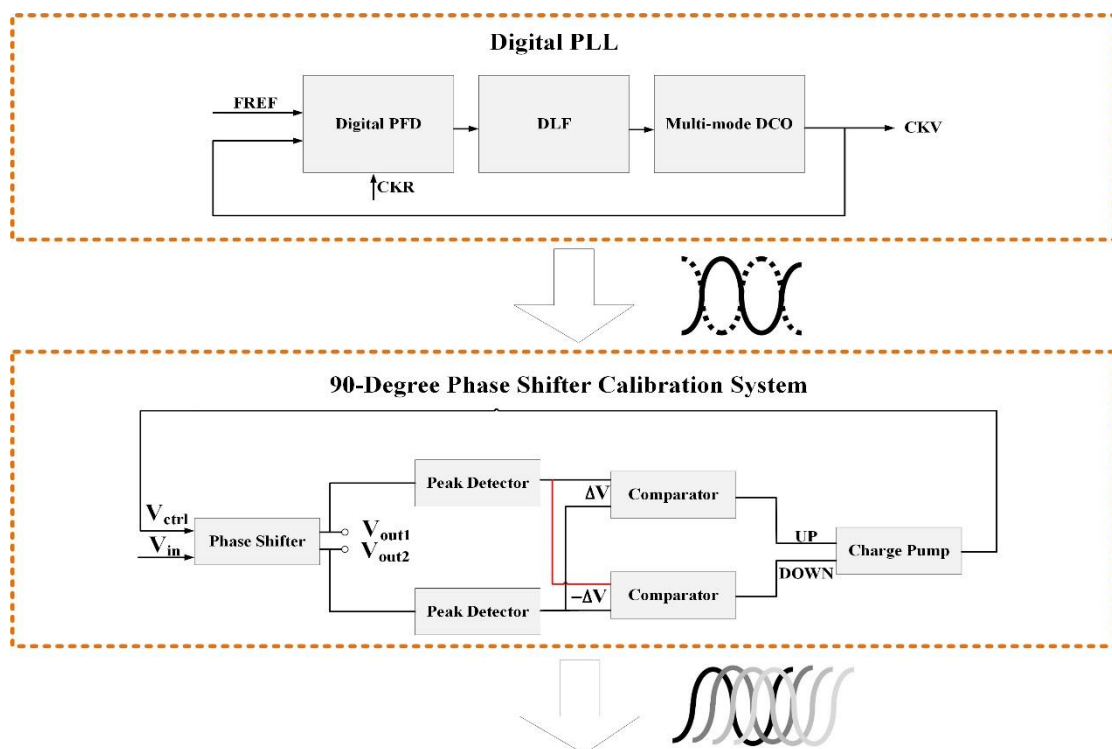 Digital PLL
FREF
Digital PFD
DLF
Multi-mode DCO
CKV
CKR
90-Degree Phase Shifter Calibration System
Peak Detector
ΔV
Comparator
Vctrl
Vin
Phase Shifter
Vout1
Vout2
UP
Charge Pump
DOWN
Peak Detector
−ΔV
Comparator